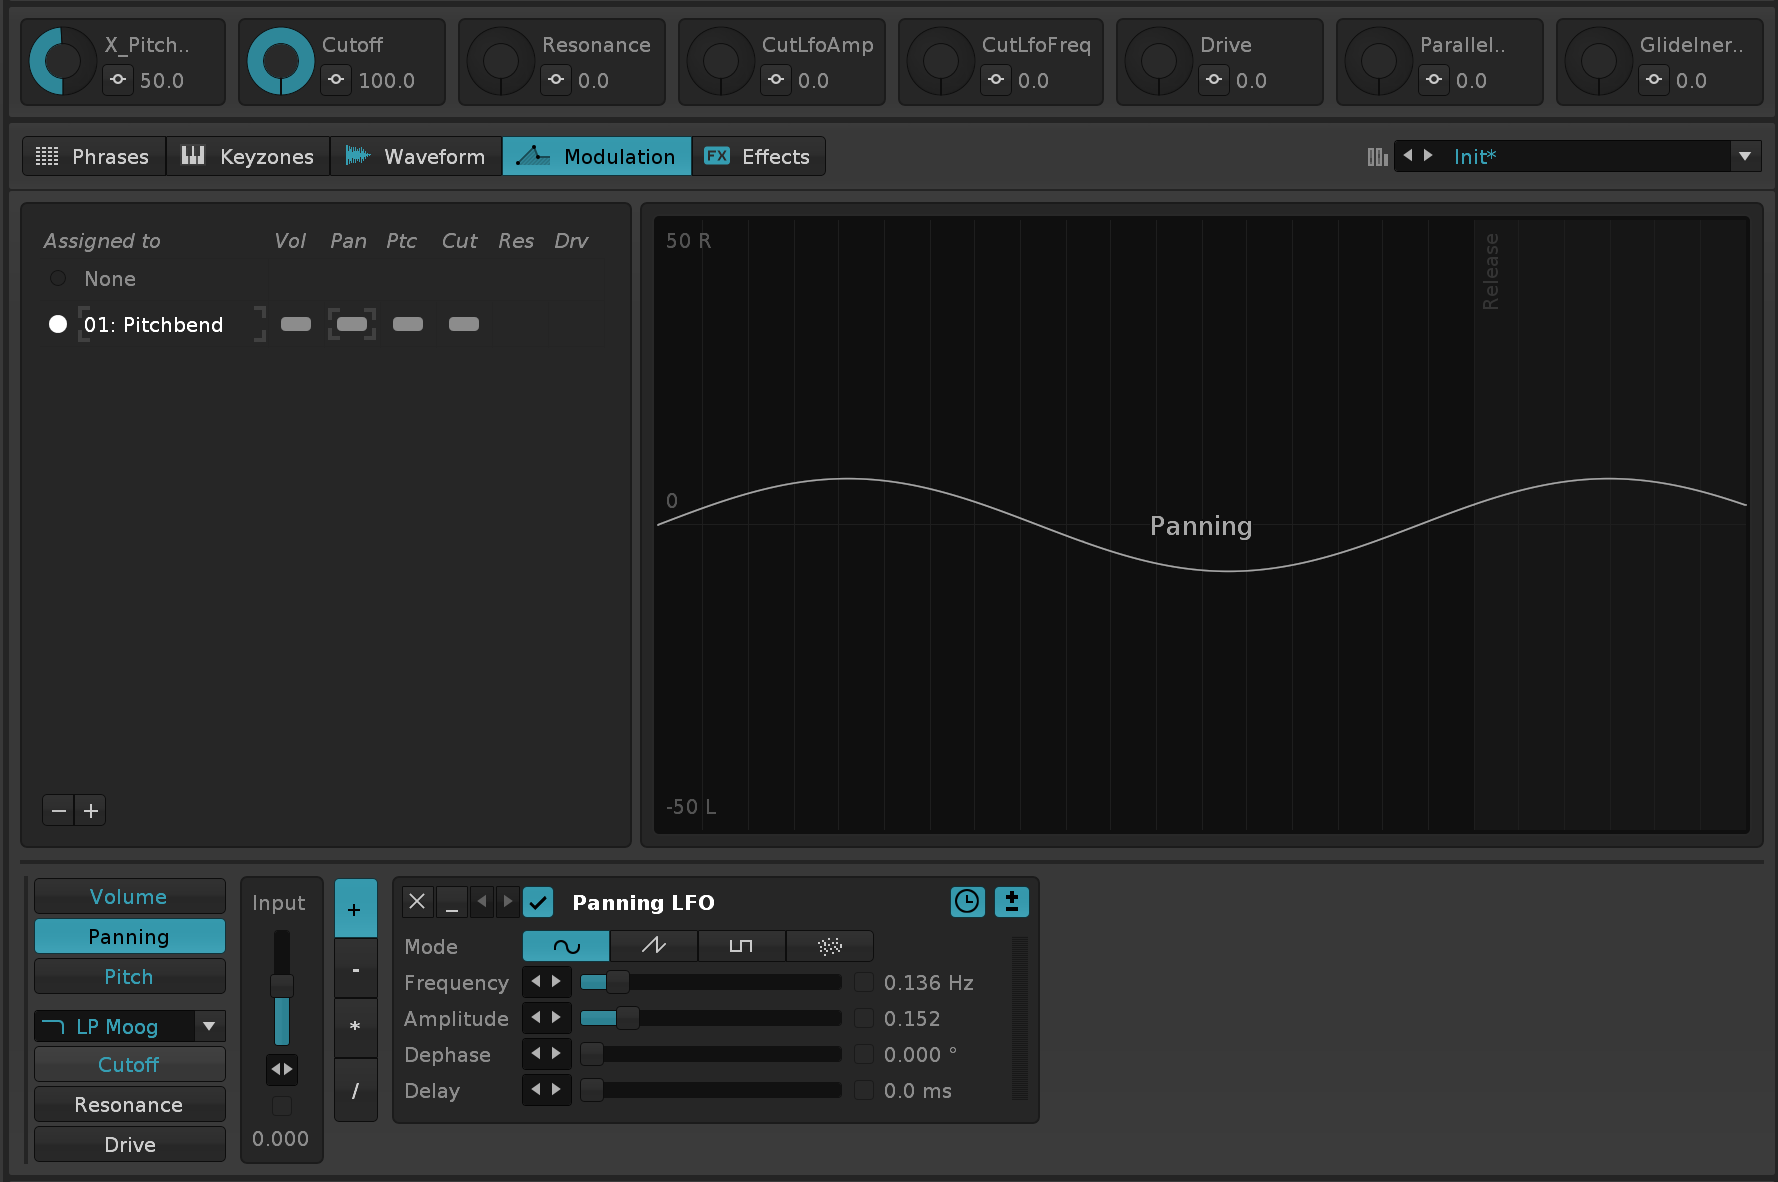 X_Pitch.. Cutoff Resonance CutLfoAmp CutLfoFreq Drive Parallel.. GlideIner..
50.0 100.0 0.0 0.0 0.0 0.0 0.0 0.0
Phrases Keyzones Waveform Modulation FX Effects Init*
Assigned to Vol Pan Ptc Cut Res Drv
None
01: Pitchbend
50 R
Release
0
Panning
-50 L
Volume
Panning
Pitch
LP Moog
Cutoff
Resonance
Drive
Input
0.000
+
-
*
/
Panning LFO
Mode
Frequency 0.136 Hz
Amplitude 0.152
Dephase 0.000 °
Delay 0.0 ms